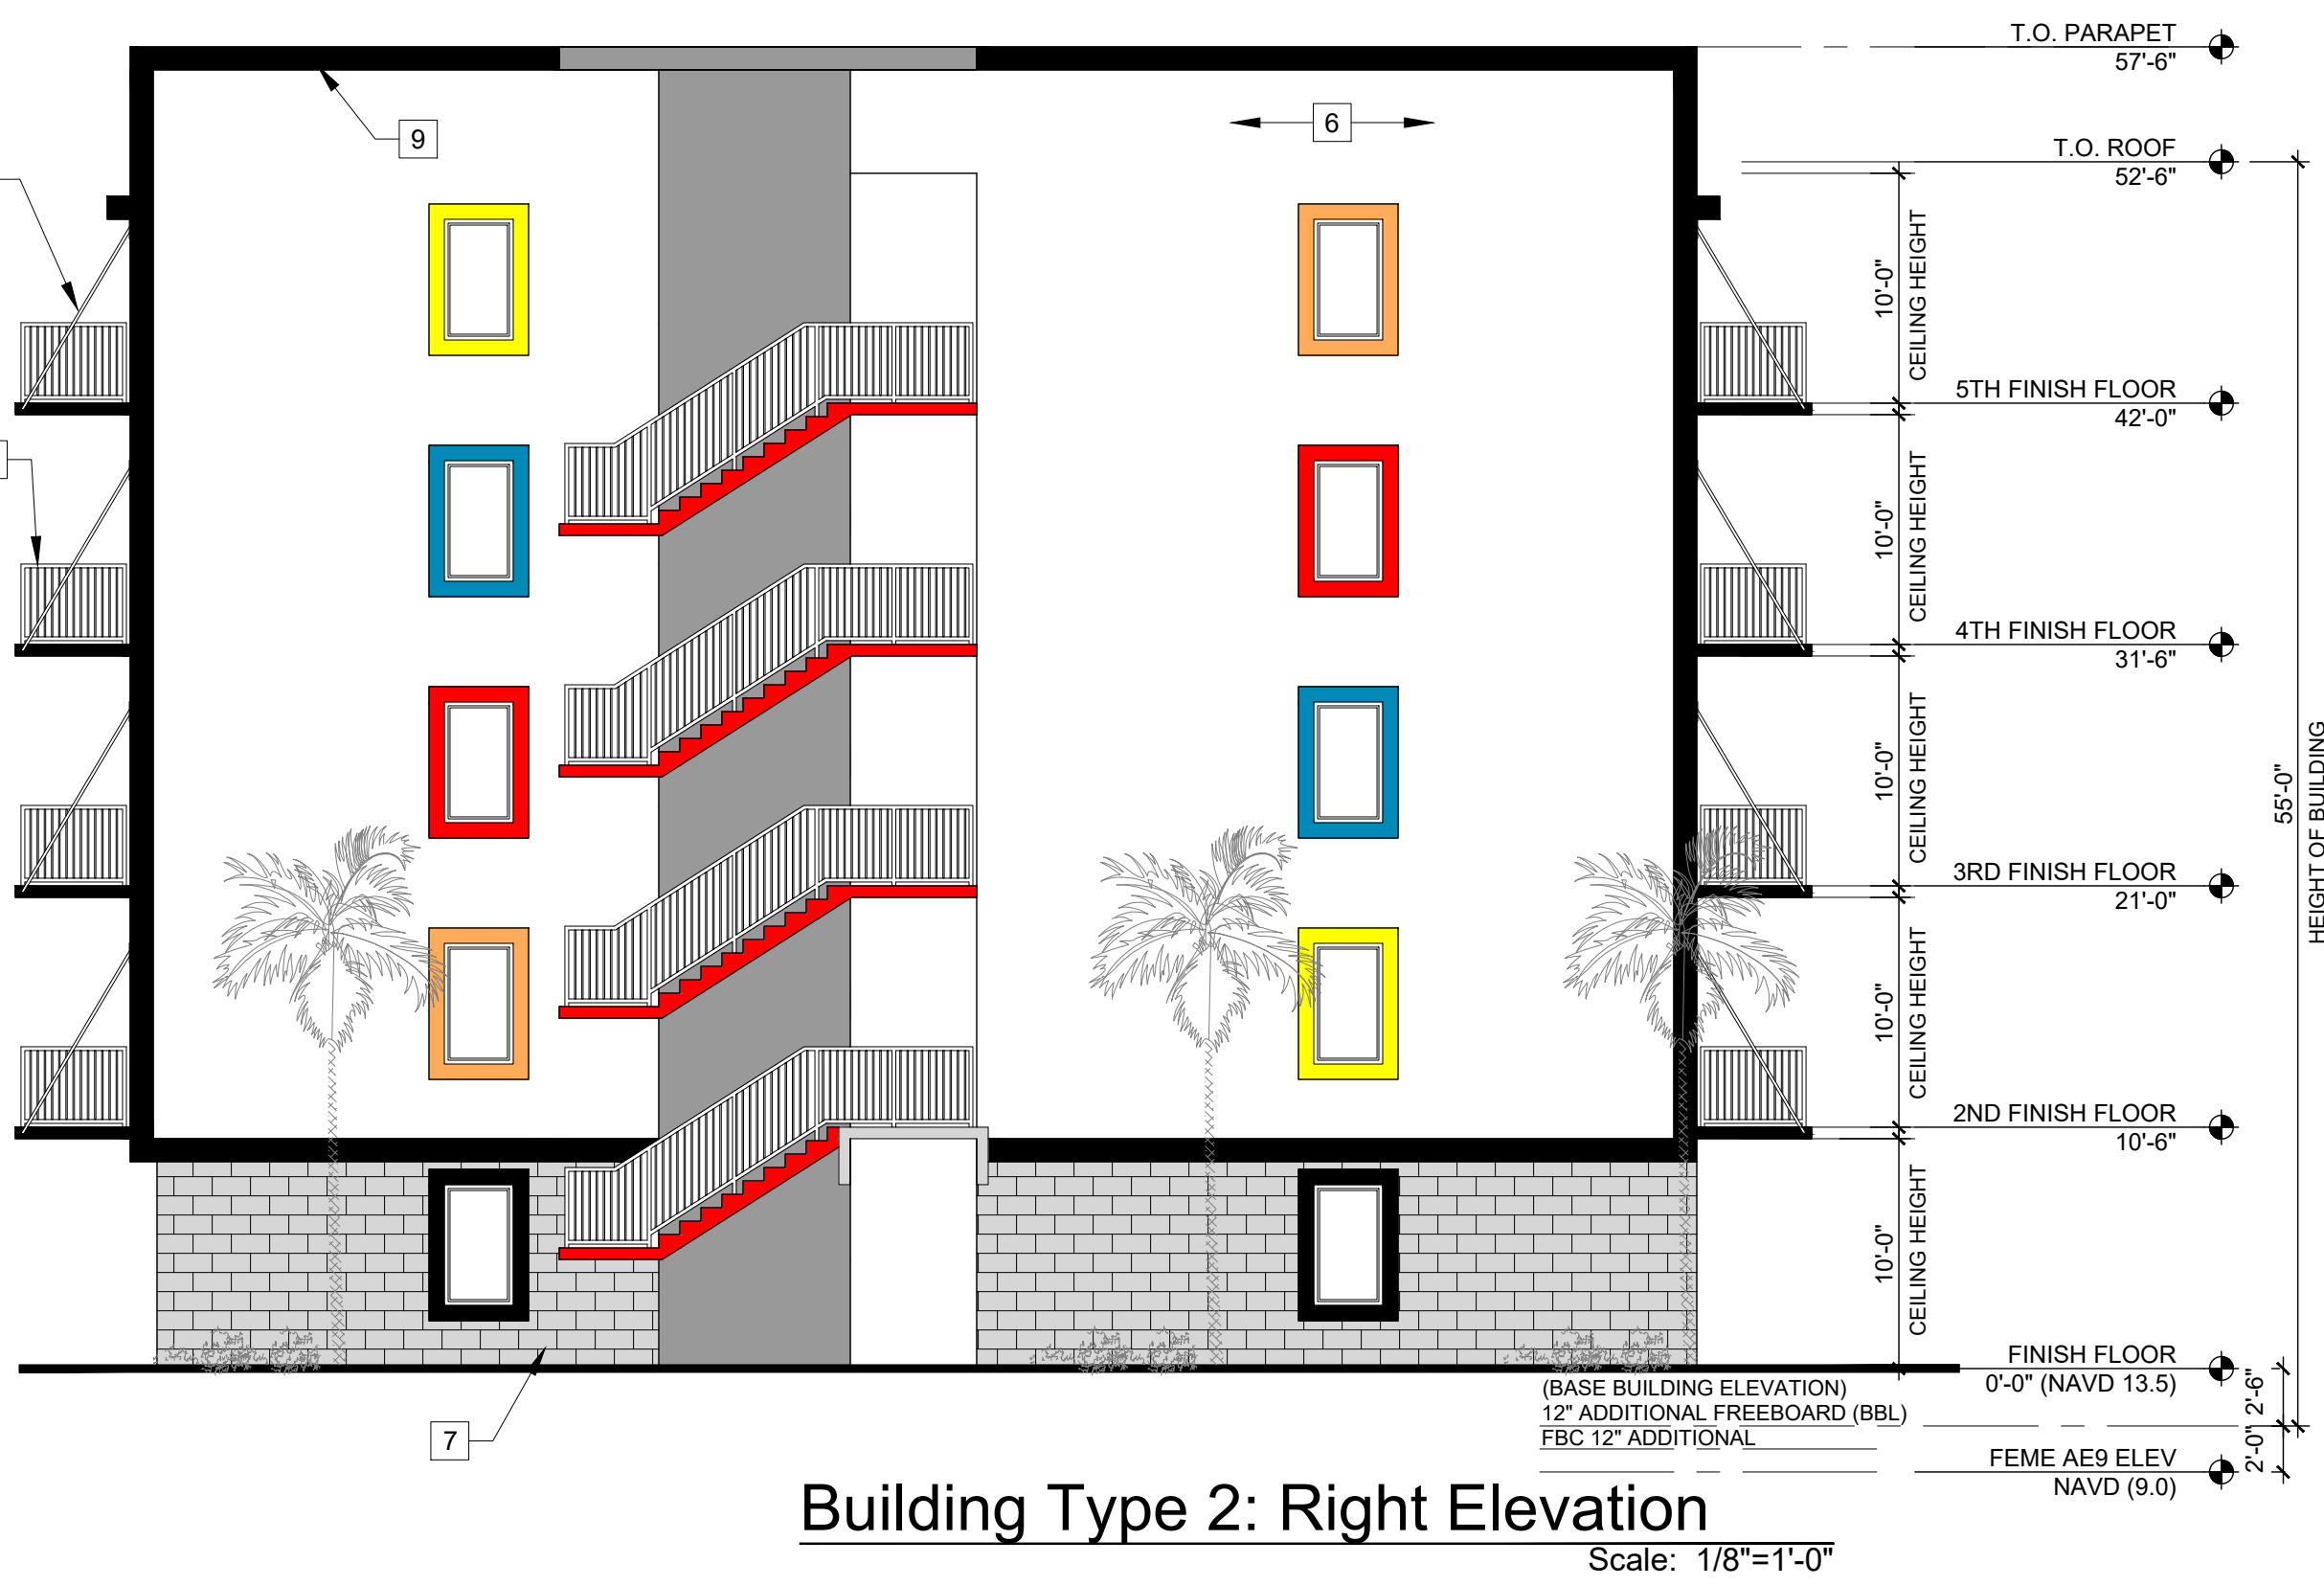 T.O. PARAPET
57'-6"
9
6
T.O. ROOF
52'-6"
10'-0"
CEILING HEIGHT
5TH FINISH FLOOR
42'-0"
10'-0"
CEILING HEIGHT
4TH FINISH FLOOR
31'-6"
10'-0"
CEILING HEIGHT
55'-0"
HEIGHT OF BUILDING
3RD FINISH FLOOR
21'-0"
10'-0"
CEILING HEIGHT
2ND FINISH FLOOR
10'-6"
10'-0"
CEILING HEIGHT
FINISH FLOOR
0'-0" (NAVD 13.5)
2'-6"
(BASE BUILDING ELEVATION)
12" ADDITIONAL FREEBOARD (BBL)
FBC 12" ADDITIONAL
2'-0"
FEME AE9 ELEV
NAVD (9.0)
7
Building Type 2: Right Elevation
Scale: 1/8"=1'-0"